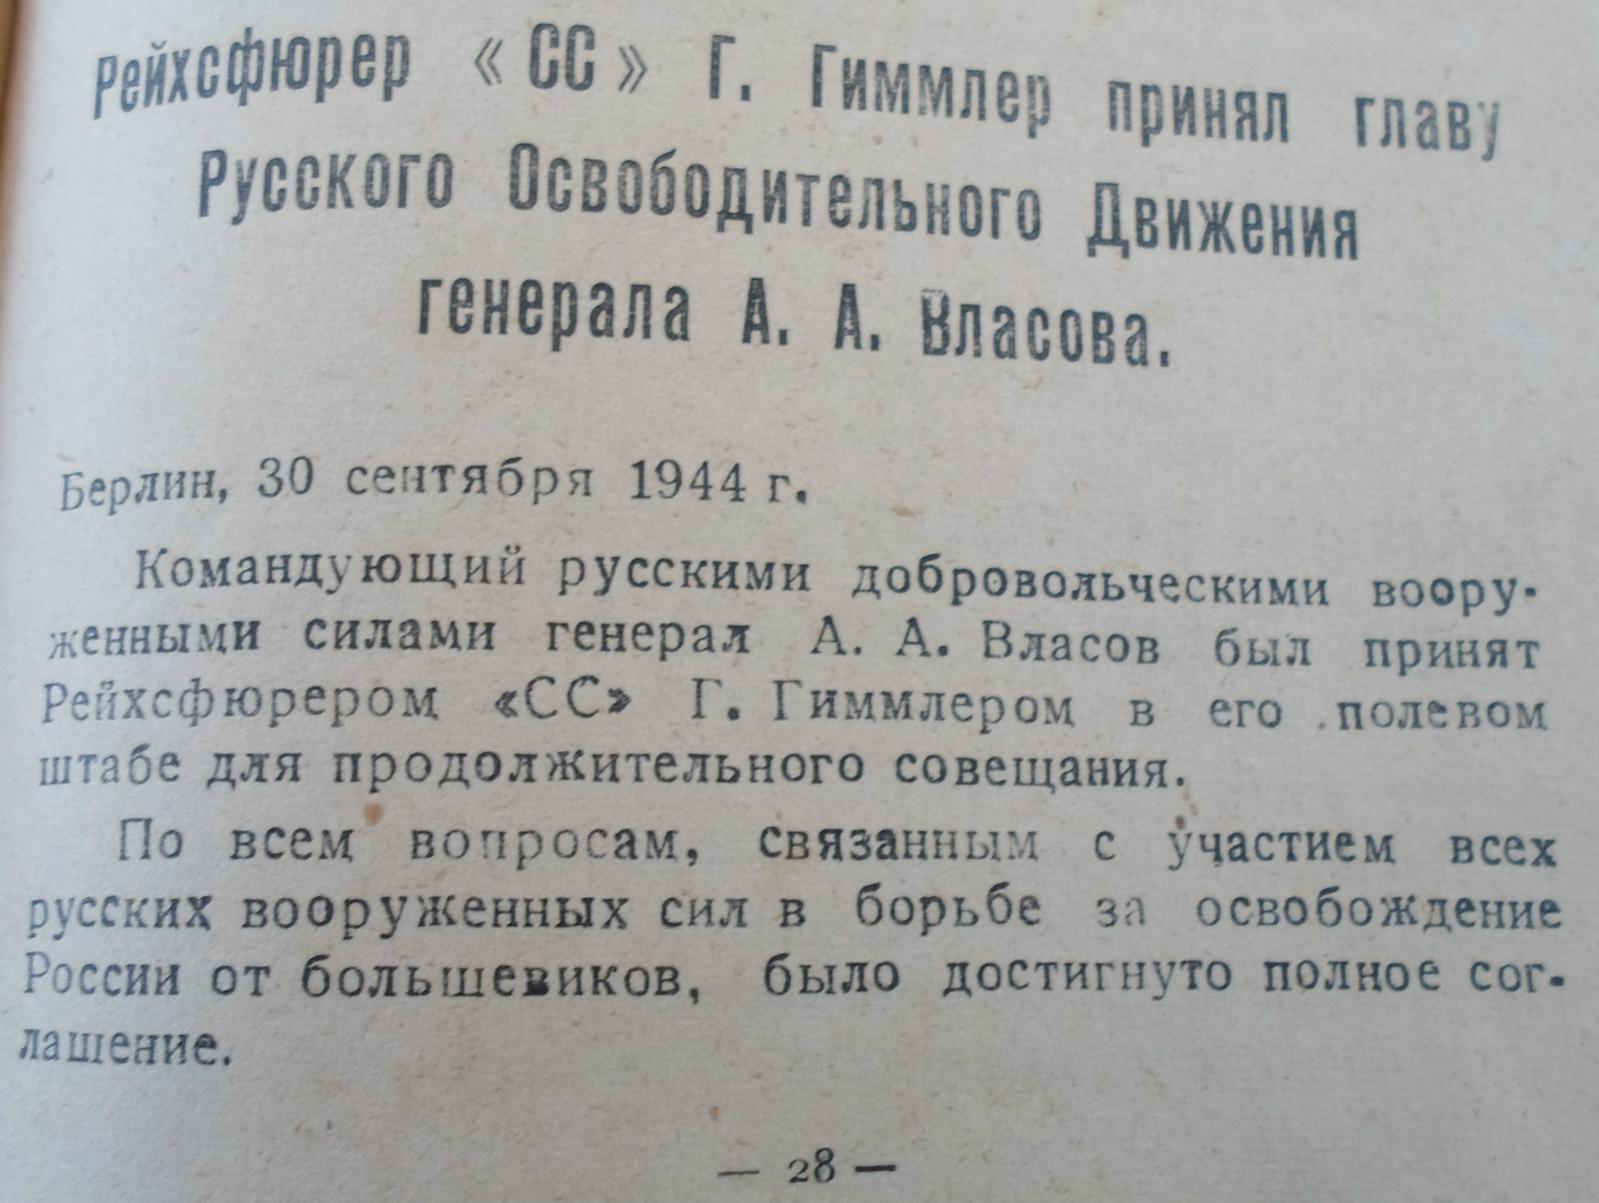 Рейхсфюрер «СС» Г. Гиммлер принял главу
Русского Освободительного Движения
генерала А. А. Власова.
Берлин, 30 сентября 1944 г.
Командующий русскими добровольческими воору-
женными силами генерал А. А. Власов был принят
Рейхсфюрером «СС» Г. Гиммлером в его полевом
штабе для продолжительного совещания.
По всем вопросам, связанным с участием всех
русских вооруженных сил в борьбе за освобождение
России от большевиков, было достигнуто полное сог-
лашение.
— 28 —